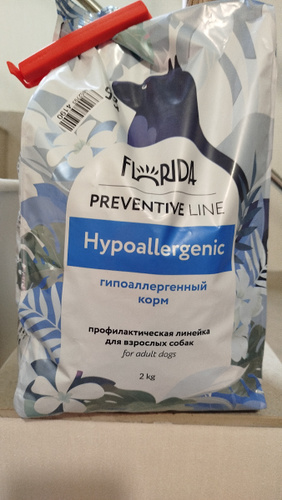 FLORIDA
PREVENTIVE LINE
Hypoallergenic
гипоаллергенный
корм
профилактическая линейка
для взрослых собак
for adult dogs
2 kg